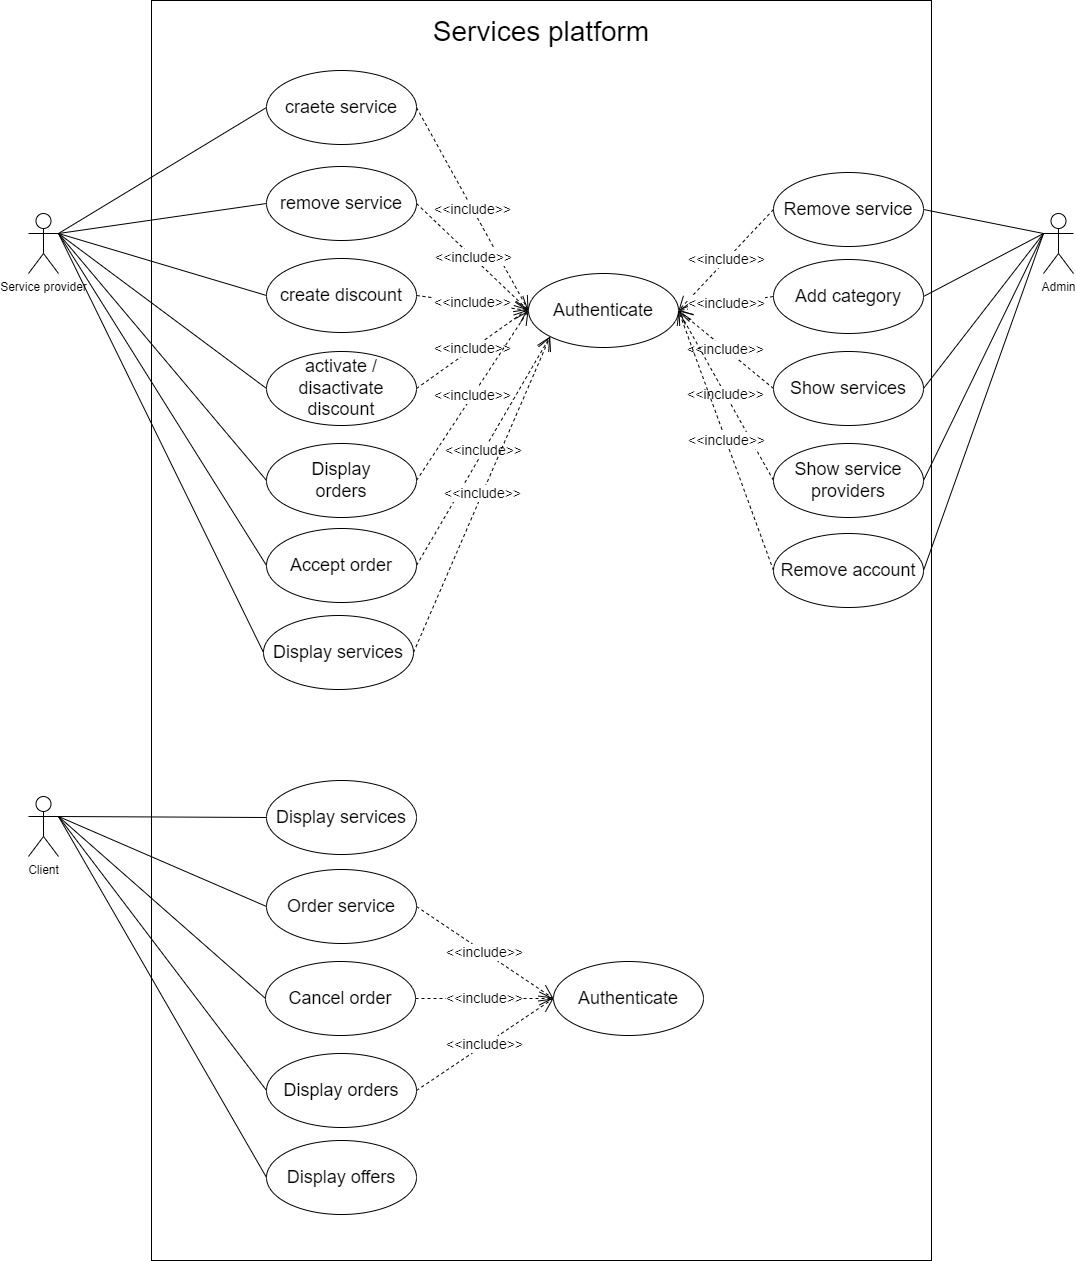 Services platform
craete service
remove service
create discount
activate /
disactivate
discount
Display
orders
Accept order
Display services
Service provider
<<include>>
<<include>>
<<include>>
<<include>>
<<include>>
<<include>>
<<include>>
Authenticate
<<include>>
<<include>>
<<include>>
<<include>>
<<include>>
Remove service
Add category
Show services
Show service
providers
Remove account
Admin
Client
Display services
Order service
Cancel order
Display orders
Display offers
<<include>>
<<include>>
<<include>>
Authenticate